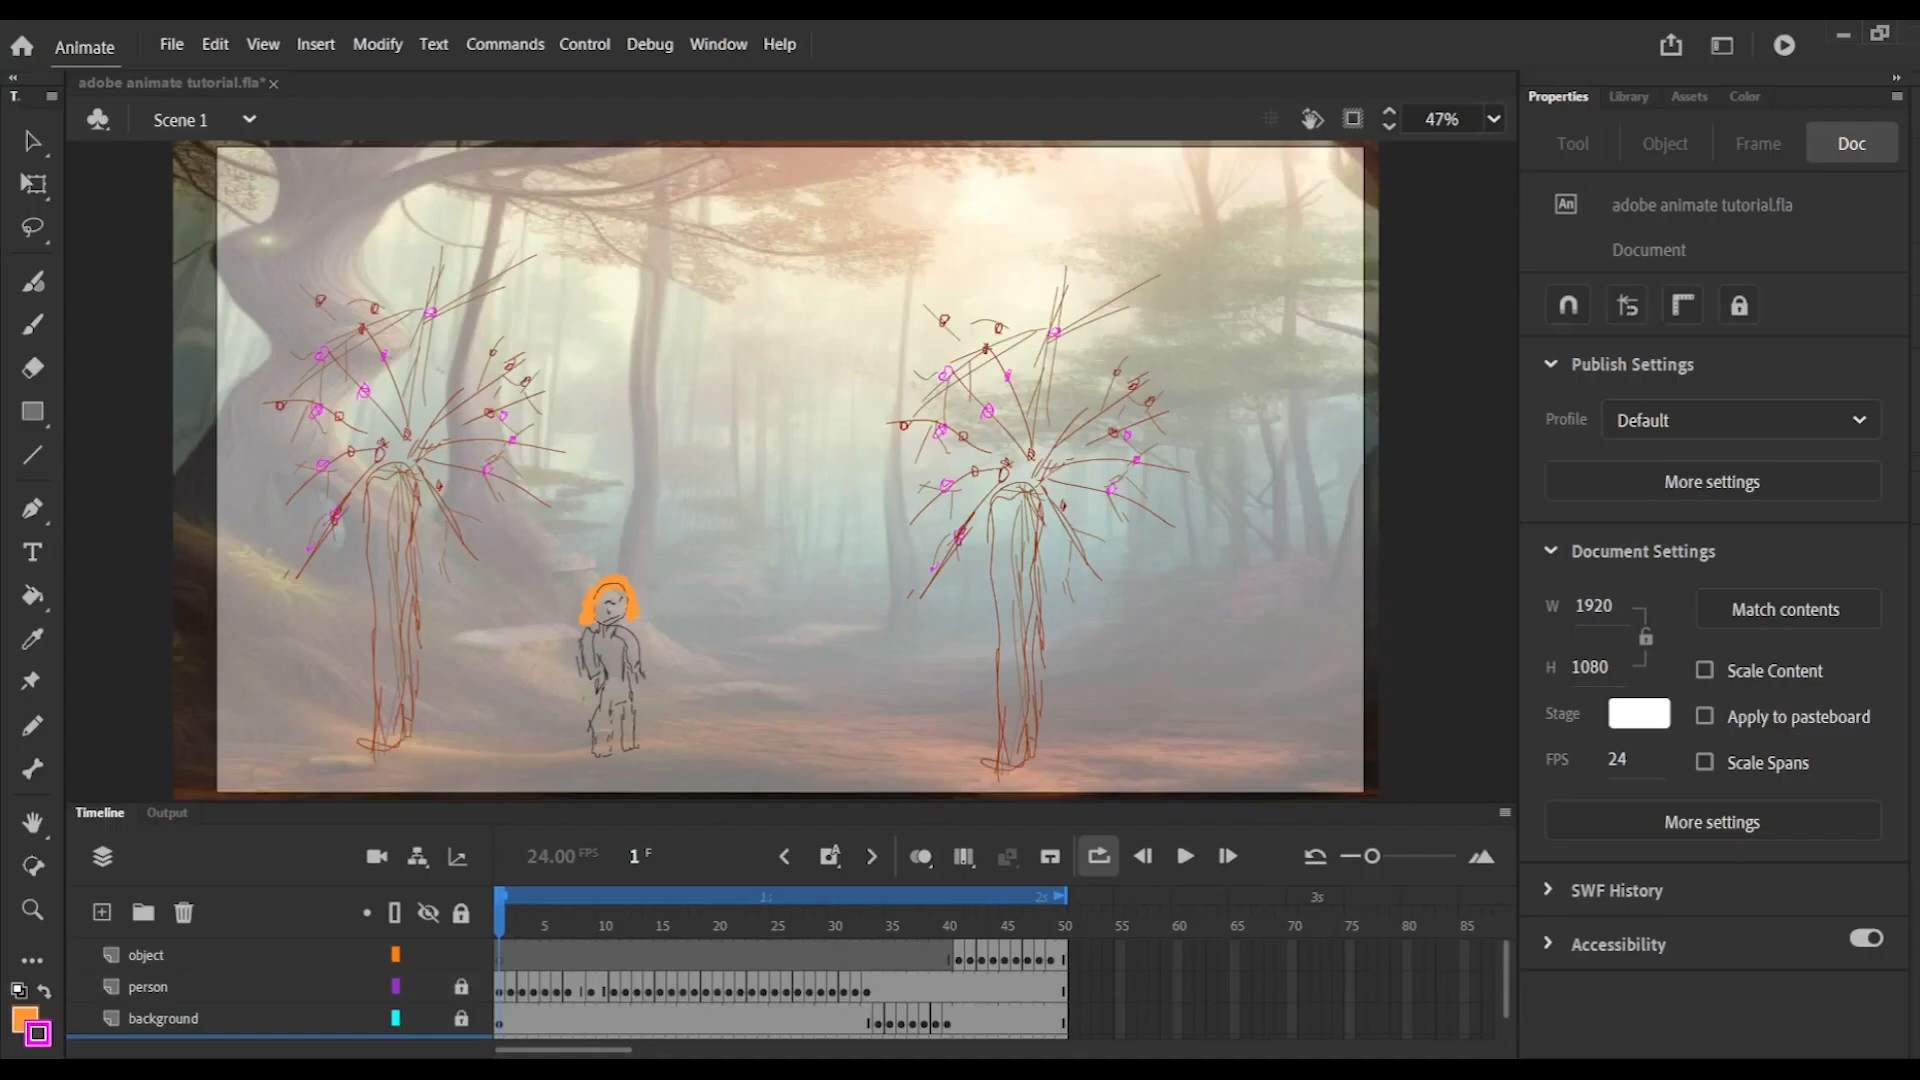 Animate File Edit View Insert Modify Text Commands Control Debug Window Help
adobe animate tutorial.fla*
T.
Scene 1 47%
Properties Library Assets Color
Tool Object Frame Doc
An adobe animate tutorial.fla
Document
Publish Settings
Profile Default
More settings
Document Settings
W 1920 Match contents
H 1080 Scale Content
Stage Apply to pasteboard
FPS 24 Scale Spans
More settings
SWF History
Accessibility
Timeline Output
24.00 FPS 1 F
1s 2s 3s
5 10 15 20 25 30 35 40 45 50 55 60 65 70 75 80 85
object
person
background